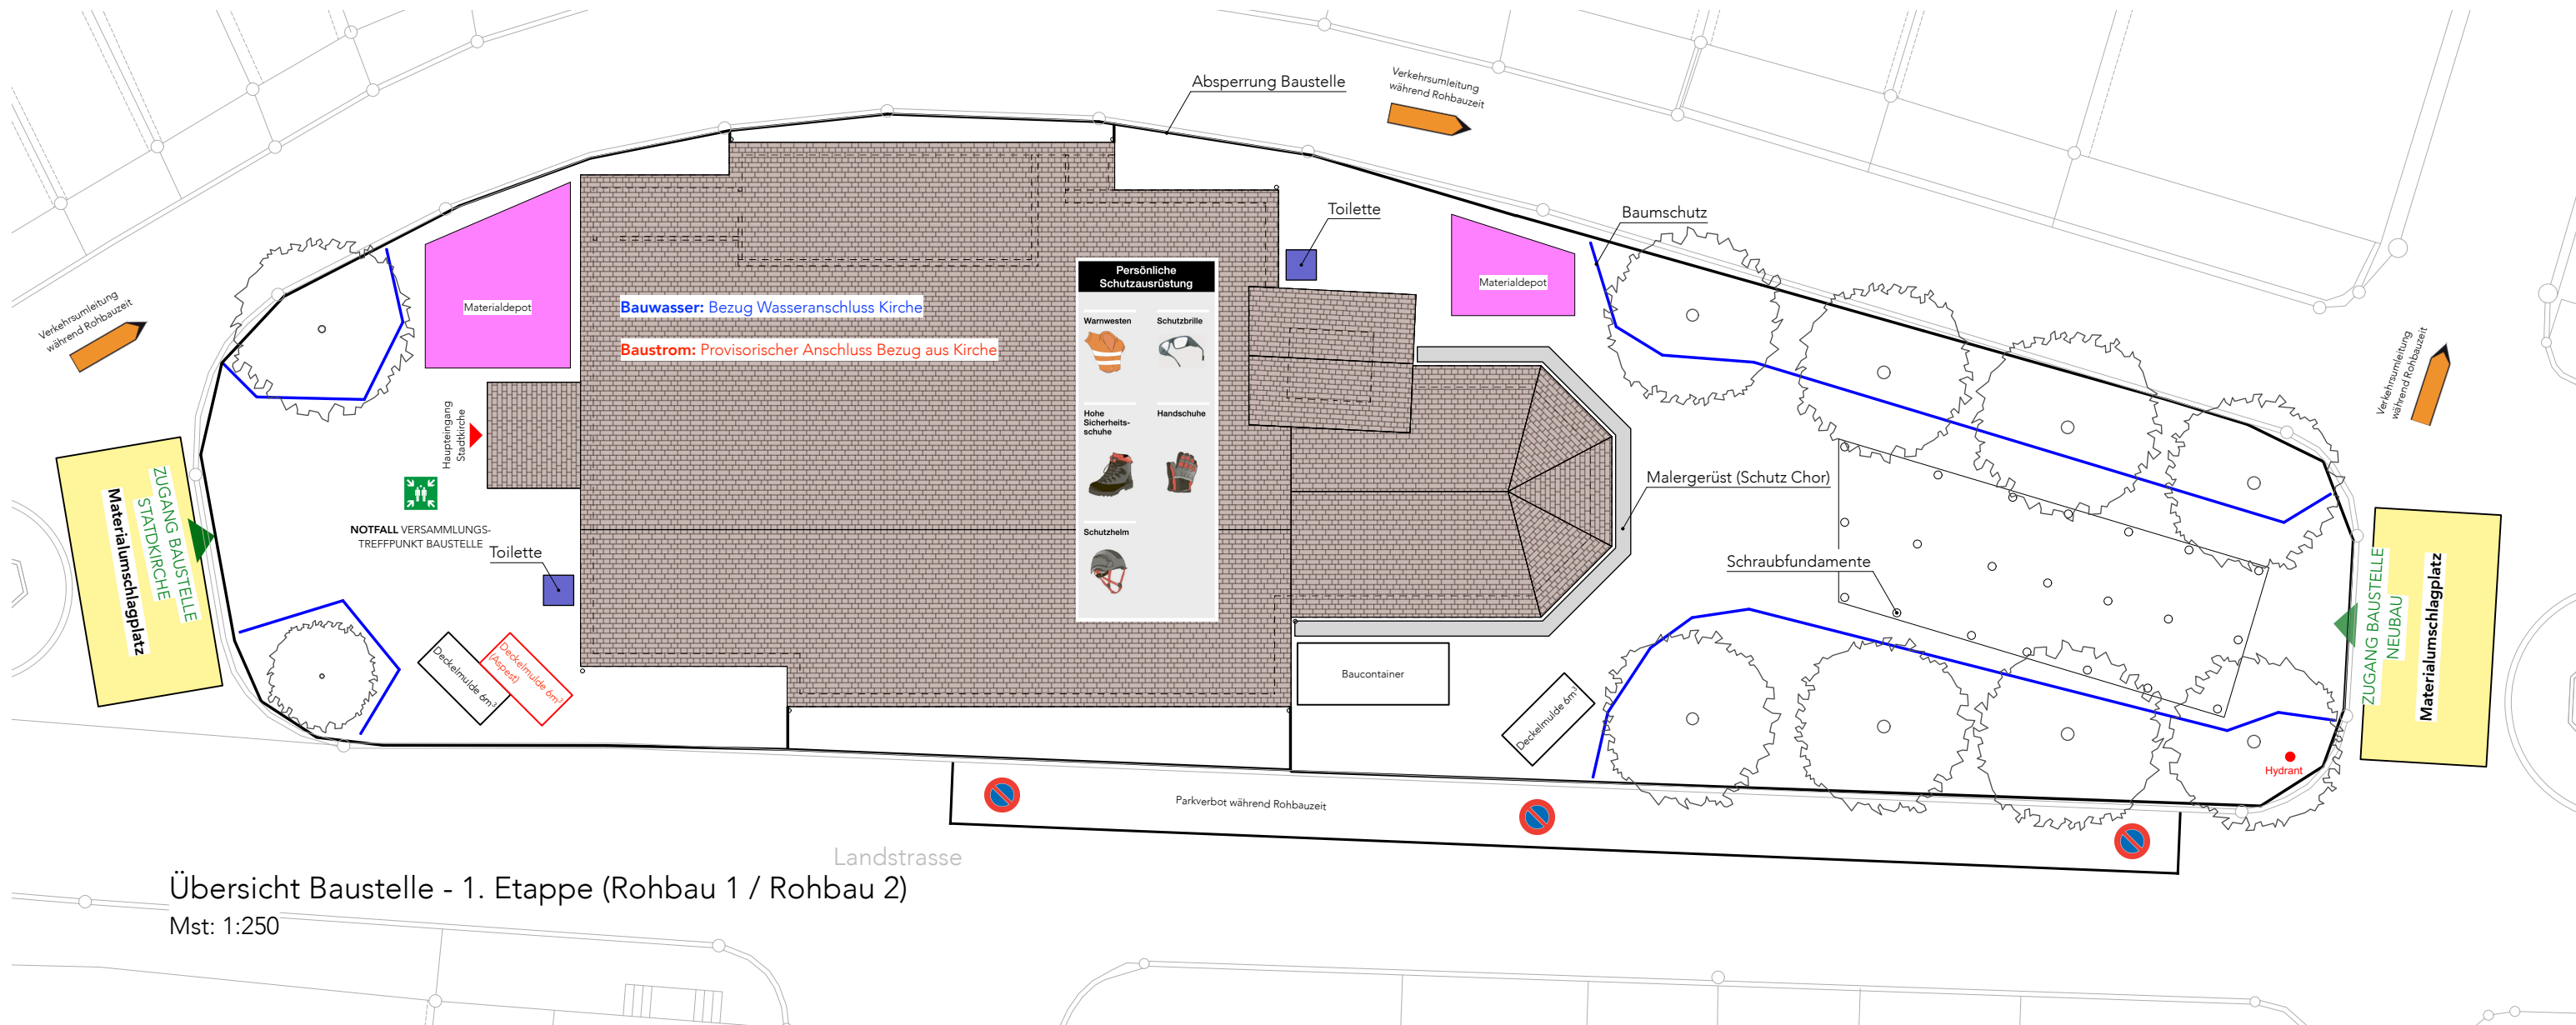 Absperrung Baustelle
Verkehrsumleitung
während Rohbauzeit
Toilette
Baumschutz
Materialdepot
Materialdepot
Verkehrsumleitung
während Rohbauzeit
Verkehrsumleitung
während Rohbauzeit
Bauwasser: Bezug Wasseranschluss Kirche
Baustrom: Provisorischer Anschluss Bezug aus Kirche
Persönliche
Schutzausrüstung
Warnwesten
Schutzbrille
Hohe
Sicherheits-
schuhe
Handschuhe
Schutzhelm
Haupteingang
Stadtkirche
NOTFALL VERSAMMLUNGS-
TREFFPUNKT BAUSTELLE
Toilette
ZUGANG BAUSTELLE
STATDKIRCHE
Materialumschlagplatz
Malergerüst (Schutz Chor)
Schraubfundamente
ZUGANG BAUSTELLE
NEUBAU
Materialumschlagplatz
Deckelmulde 6m³
Deckelmulde 6m³
(Aspest)
Baucontainer
Deckelmulde 6m³
Hydrant
Parkverbot während Rohbauzeit
Landstrasse
Übersicht Baustelle - 1. Etappe (Rohbau 1 / Rohbau 2)
Mst: 1:250